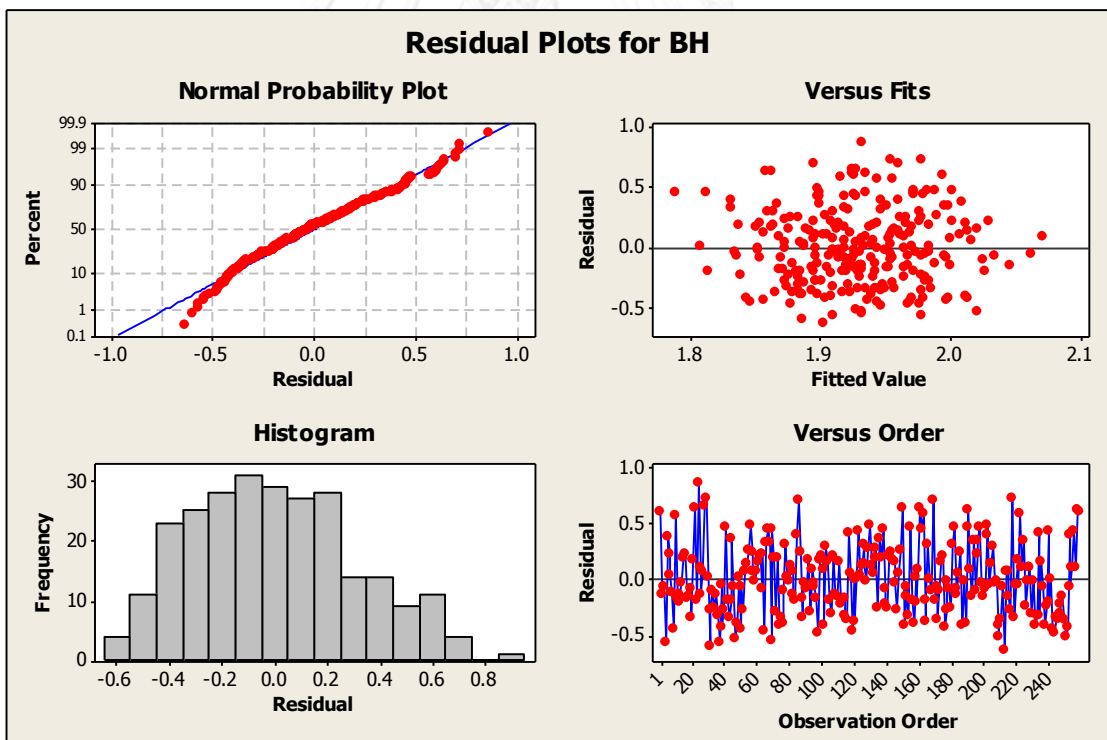 Residual Plots for BH
Normal Probability Plot
Percent
99.9
99
90
50
10
1
0.1
-1.0 -0.5 0.0 0.5 1.0
Residual
Versus Fits
Residual
1.0
0.5
0.0
-0.5
1.8 1.9 2.0 2.1
Fitted Value
Histogram
Frequency
30
20
10
0
-0.6 -0.4 -0.2 0.0 0.2 0.4 0.6 0.8
Residual
Versus Order
Residual
1.0
0.5
0.0
-0.5
1 20 40 60 80 100 120 140 160 180 200 220 240
Observation Order